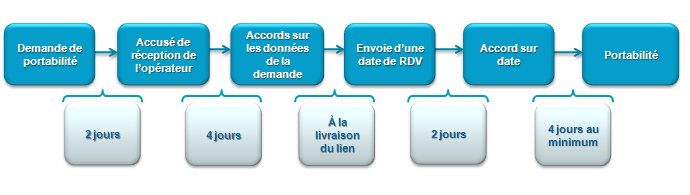 Demande de
portabilité
Accusé de
réception de
l'opérateur
Accords sur
les données
de la
demande
Envoie d'une
date de RDV
Accord sur
date
Portabilité
2 jours
4 jours
À la
livraison
du lien
2 jours
4 jours au
minimum